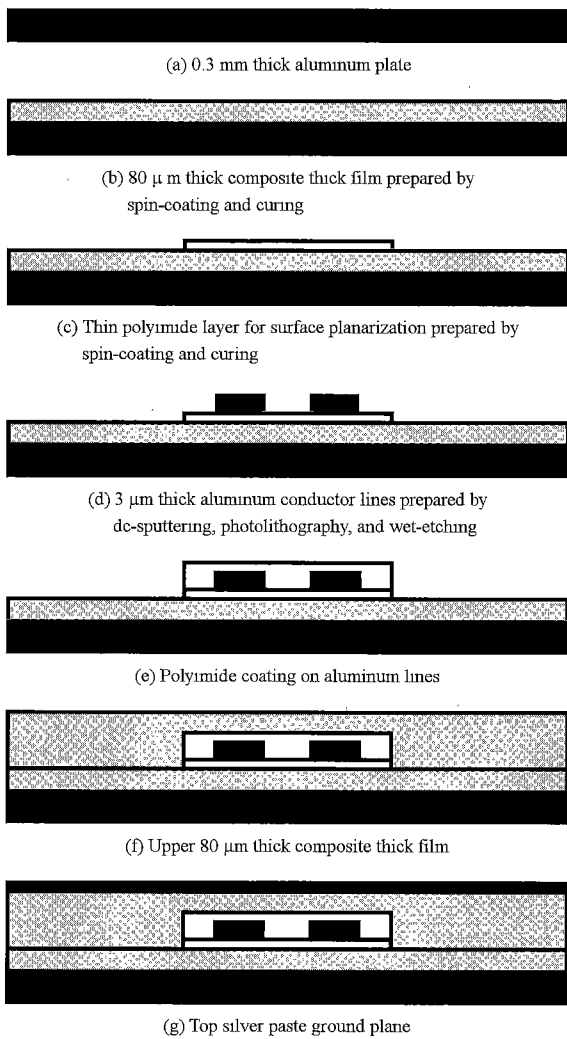 (a) 0.3 mm thick aluminum plate
(b) 80 μ m thick composite thick film prepared by
spin-coating and curing
(c) Thin polyimide layer for surface planarization prepared by
spin-coating and curing
(d) 3 μm thick aluminum conductor lines prepared by
dc-sputtering, photolithography, and wet-etching
(e) Polyimide coating on aluminum lines
(f) Upper 80 μm thick composite thick film
(g) Top silver paste ground plane